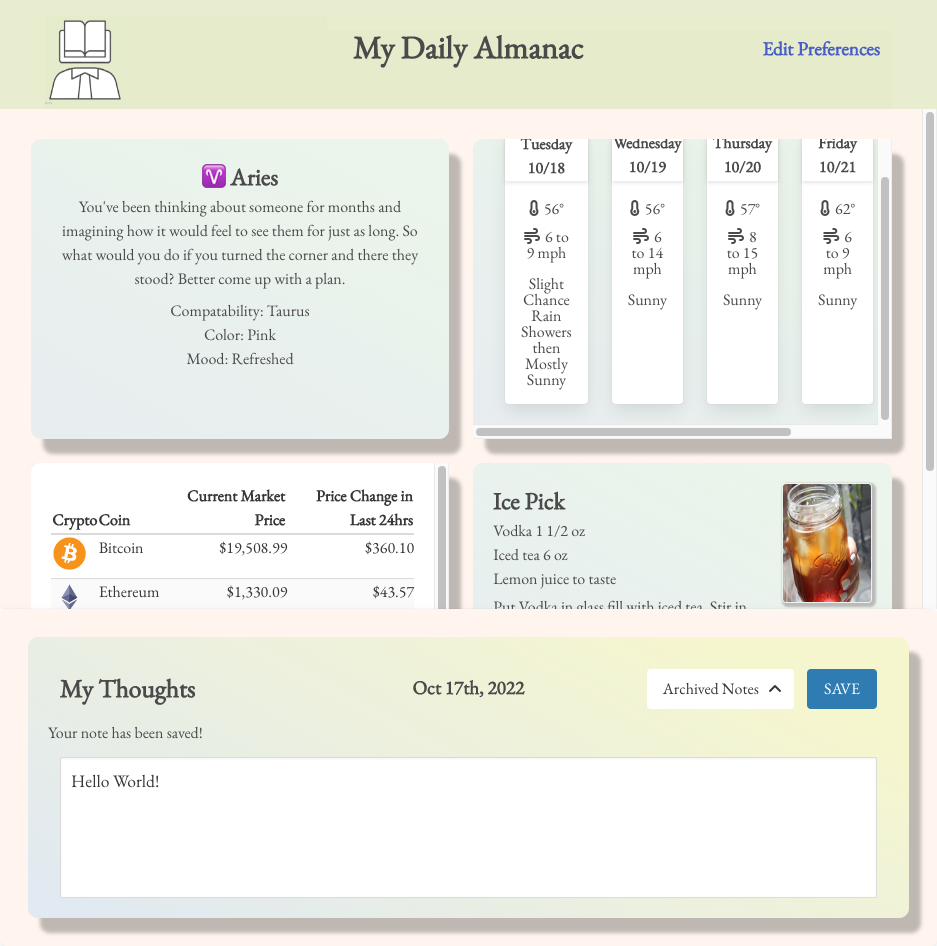 My Daily Almanac
Edit Preferences
Aries
You've been thinking about someone for months and
imagining how it would feel to see them for just as long. So
what would you do if you turned the corner and there they
stood? Better come up with a plan.
Compatability: Taurus
Color: Pink
Mood: Refreshed
Tuesday
10/18
56°
6 to
9 mph
Slight
Chance
Rain
Showers
then
Mostly
Sunny
Wednesday
10/19
56°
6
to 14
mph
Sunny
Thursday
10/20
57°
8
to 15
mph
Sunny
Friday
10/21
62°
6
to 9
mph
Sunny
Crypto Coin
Current Market
Price
Price Change in
Last 24hrs
Bitcoin $19,508.99 $360.10
Ethereum $1,330.09 $43.57
Ice Pick
Vodka 1 1/2 oz
Iced tea 6 oz
Lemon juice to taste
Put Vodka in glass fill with iced tea. Stir in
My Thoughts
Oct 17th, 2022
Archived Notes
SAVE
Your note has been saved!
Hello World!